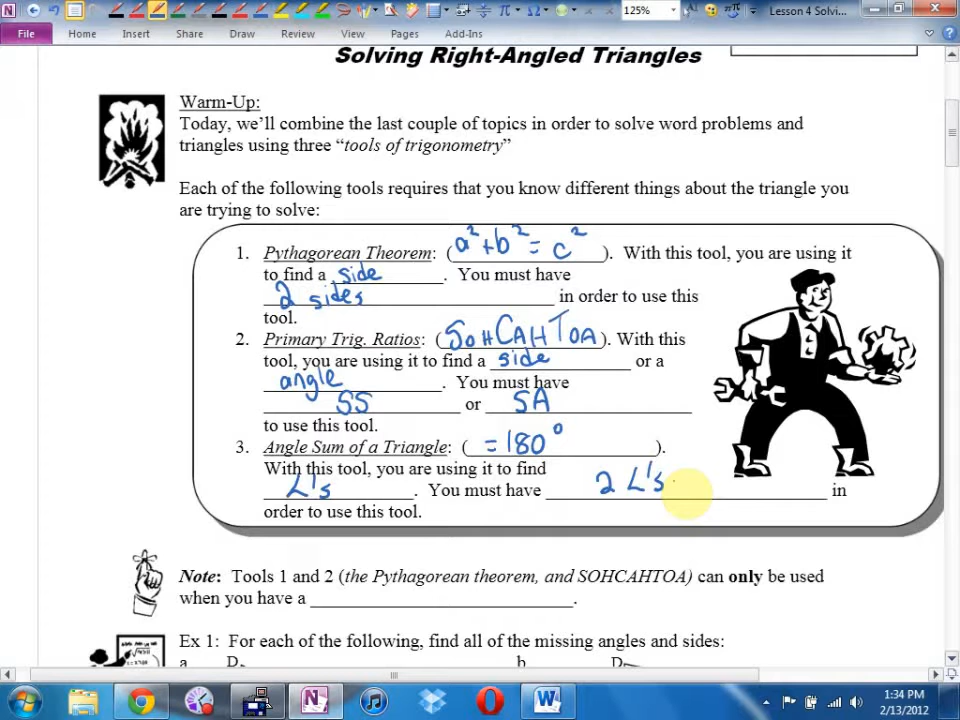 125%
Lesson 4 Solvi...
File Home Insert Share Draw Review Views Pages Add-Ins
Solving Right-Angled Triangles
Warm-Up:
Today, we'll combine the last couple of topics in order to solve word problems and
triangles using three "tools of trigonometry"
Each of the following tools requires that you know different things about the triangle you
are trying to solve:
1. Pythagorean Theorem: (a²+b²=c²). With this tool, you are using it
to find a side. You must have
2 sides in order to use this
tool.
2. Primary Trig. Ratios: (SOHCAHTOA). With this
tool, you are using it to find a side or a
angle. You must have
SS or SA
to use this tool.
3. Angle Sum of a Triangle: (=180°).
With this tool, you are using it to find
L's. You must have 2 L's in
order to use this tool.
Note: Tools 1 and 2 (the Pythagorean theorem, and SOHCAHTOA) can only be used
when you have a ______________________________.
Ex 1: For each of the following, find all of the missing angles and sides:
a. D b. D
1:34 PM
2/13/2012